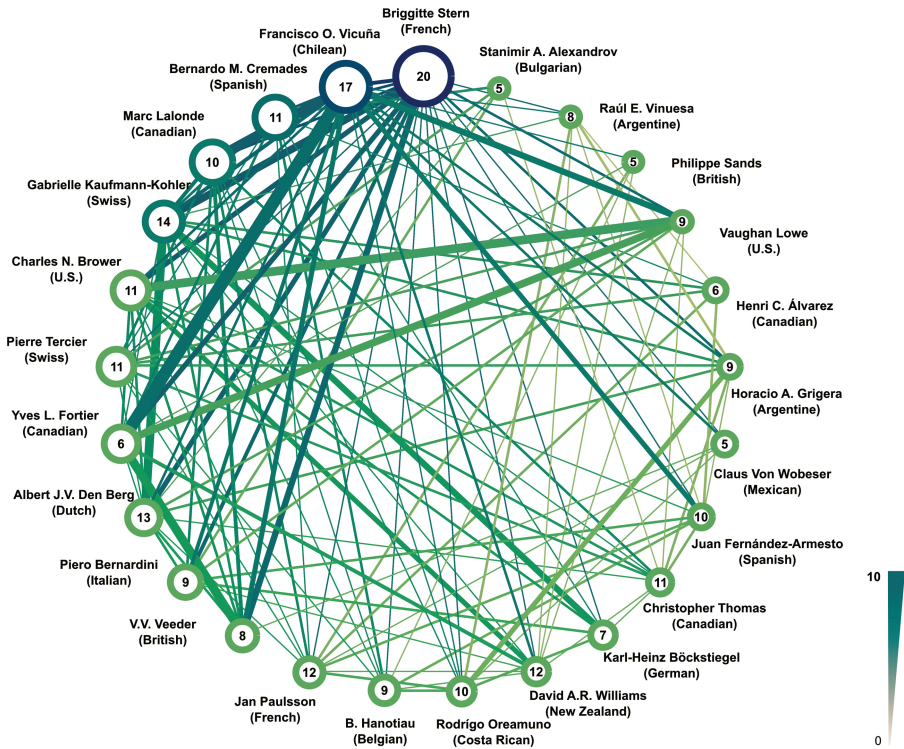 Briggitte Stern
(French)
20
Francisco O. Vicuña
(Chilean)
17
Bernardo M. Cremades
(Spanish)
11
Marc Lalonde
(Canadian)
10
Gabrielle Kaufmann-Kohler
(Swiss)
14
Charles N. Brower
(U.S.)
11
Pierre Tercier
(Swiss)
11
Yves L. Fortier
(Canadian)
6
Albert J.V. Den Berg
(Dutch)
13
Piero Bernardini
(Italian)
9
V.V. Veeder
(British)
8
Jan Paulsson
(French)
12
B. Hanotiau
(Belgian)
9
Rodrígo Oreamuno
(Costa Rican)
10
David A.R. Williams
(New Zealand)
12
Karl-Heinz Böckstiegel
(German)
7
Christopher Thomas
(Canadian)
11
Juan Fernández-Armesto
(Spanish)
10
Claus Von Wobeser
(Mexican)
5
Horacio A. Grigera
(Argentine)
9
Henri C. Álvarez
(Canadian)
6
Vaughan Lowe
(U.S.)
9
Philippe Sands
(British)
5
Raúl E. Vinuesa
(Argentine)
8
Stanimir A. Alexandrov
(Bulgarian)
5
10
0